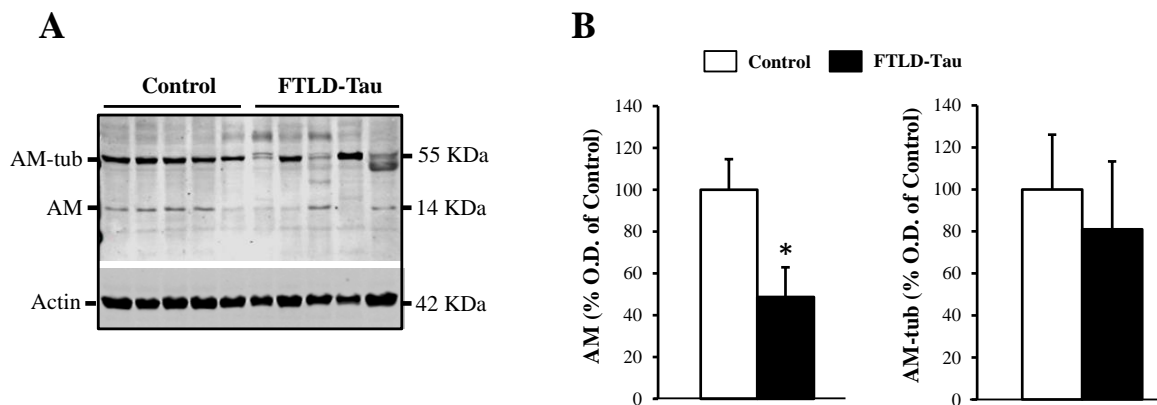 A
Control FTLD-Tau
AM-tub 55 KDa
AM 14 KDa
Actin 42 KDa
B
Control FTLD-Tau
AM (% O.D. of Control)
140
120
100
80
60
40
20
0
*
AM-tub (% O.D. of Control)
140
120
100
80
60
40
20
0